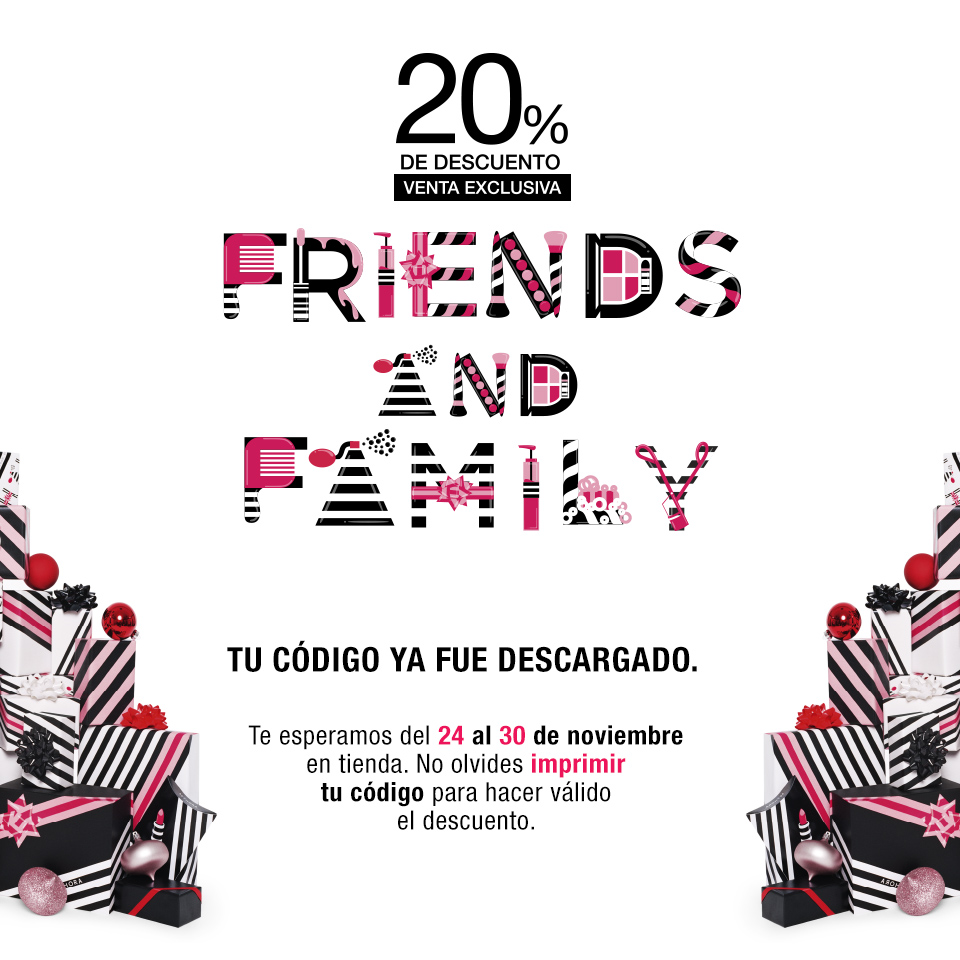 20%
DE DESCUENTO
VENTA EXCLUSIVA
FRIENDS
AND
FAMILY
TU CÓDIGO YA FUE DESCARGADO.
Te esperamos del 24 al 30 de noviembre
en tienda. No olvides imprimir
tu código para hacer válido
el descuento.